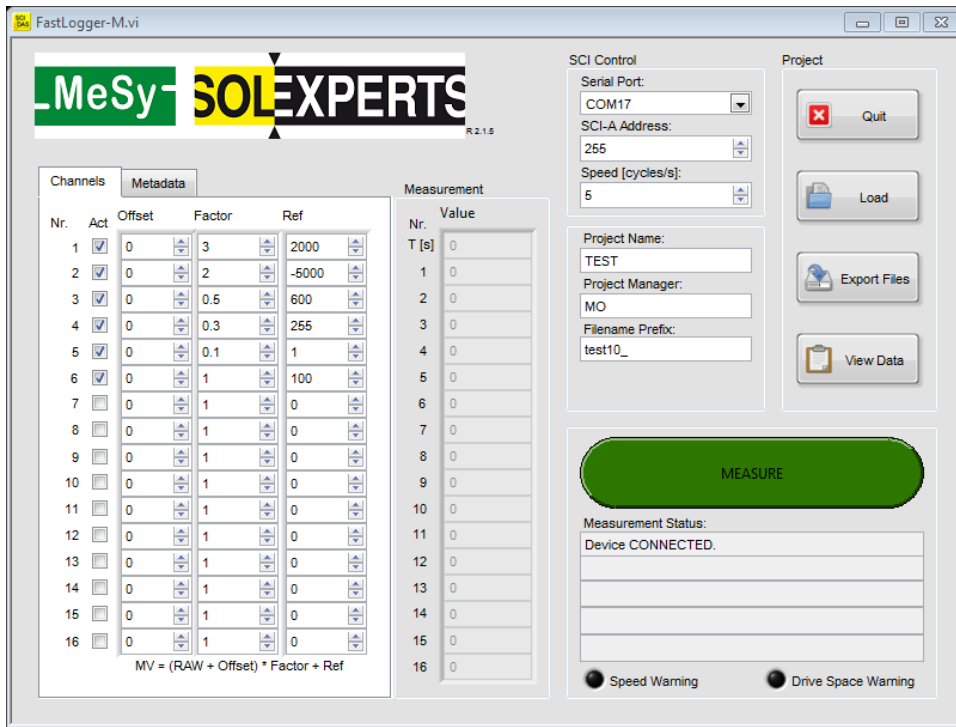 SCI DAS FastLogger-M.vi
MeSy SOLEXPERTS
R 2.1.5
Channels Metadata
Nr. Act Offset Factor Ref
1 0 3 2000
2 0 2 -5000
3 0 0.5 600
4 0 0.3 255
5 0 0.1 1
6 0 1 100
7 0 1 0
8 0 1 0
9 0 1 0
10 0 1 0
11 0 1 0
12 0 1 0
13 0 1 0
14 0 1 0
15 0 1 0
16 0 1 0
MV = (RAW + Offset) * Factor + Ref
Measurement
Nr. Value
T [s] 0
1 0
2 0
3 0
4 0
5 0
6 0
7 0
8 0
9 0
10 0
11 0
12 0
13 0
14 0
15 0
16 0
SCI Control
Serial Port:
COM17
SCI-A Address:
255
Speed [cycles/s]:
5
Project Name:
TEST
Project Manager:
MO
Filename Prefix:
test10_
Project
Quit
Load
Export Files
View Data
MEASURE
Measurement Status:
Device CONNECTED.
Speed Warning Drive Space Warning